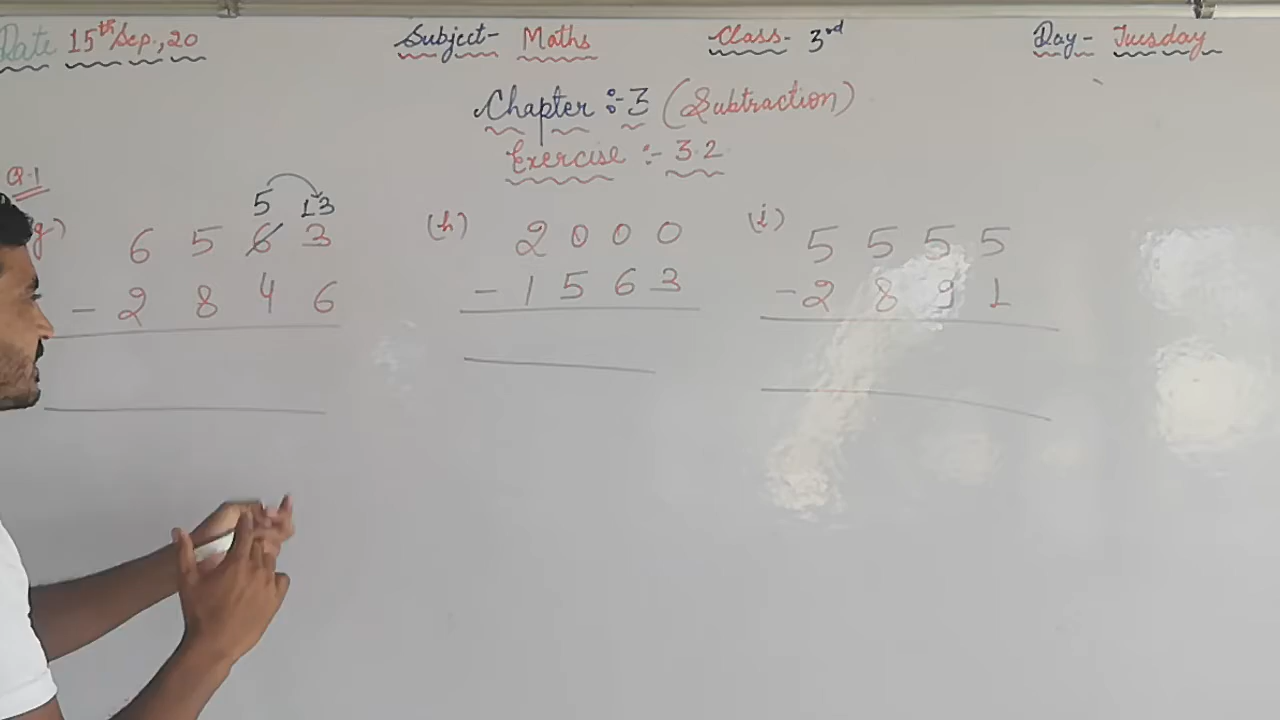 Date 15th Sep.,20 Subject- Maths Class- 3rd Day- Tuesday
Chapter :- 3 (Subtraction)
Exercise :- 3.2
Q.1
5 13
g) 6 5 6 3 (h) 2 0 0 0 (i) 5 5 5 5
- 2 8 4 6 - 1 5 6 3 - 2 8 9 1